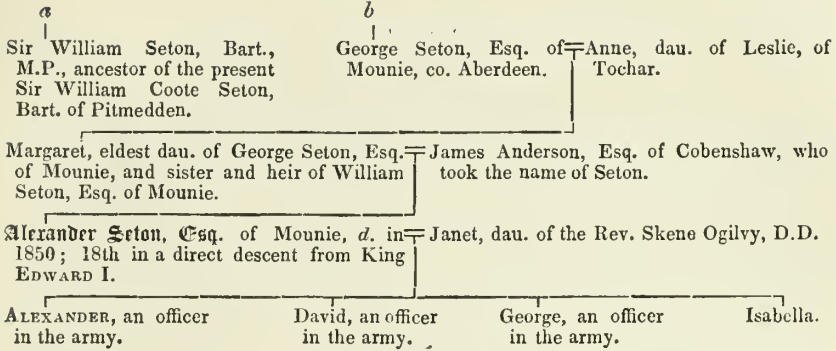 a
b
Sir William Seton, Bart.,
M.P., ancestor of the present
Sir William Coote Seton,
Bart. of Pitmedden.
George Seton, Esq. of
Mounie, co. Aberdeen.
Anne, dau. of Leslie, of
Tochar.
Margaret, eldest dau. of George Seton, Esq.
of Mounie, and sister and heir of William
Seton, Esq. of Mounie.
James Anderson, Esq. of Cobenshaw, who
took the name of Seton.
Alexander Seton, Esq. of Mounie, d. in
1850; 18th in a direct descent from King
EDWARD I.
Janet, dau. of the Rev. Skene Ogilvy, D.D.
ALEXANDER, an officer
in the army.
David, an officer
in the army.
George, an officer
in the army.
Isabella.